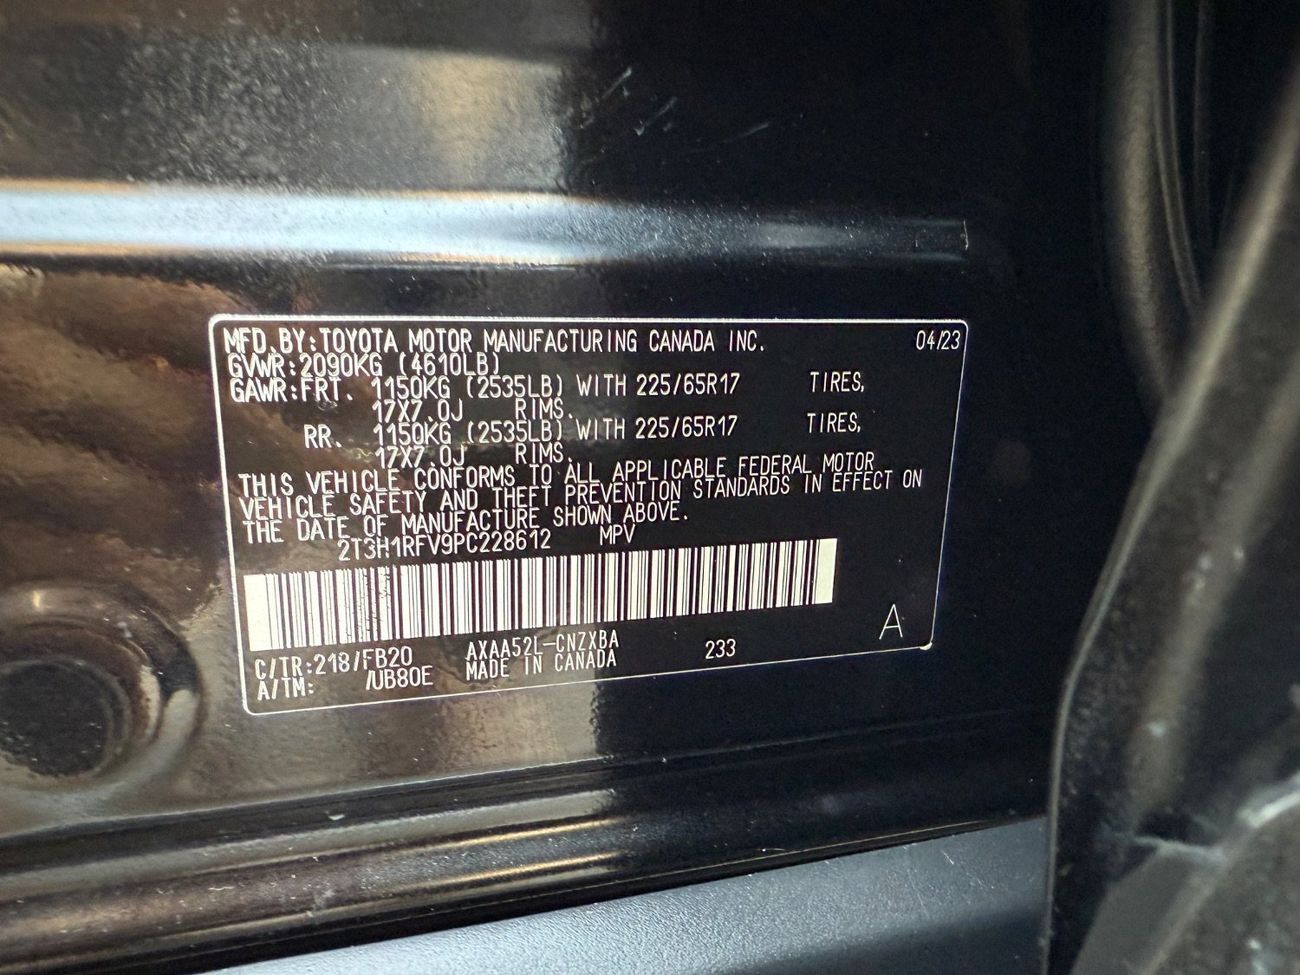 MFD.BY:TOYOTA MOTOR MANUFACTURING CANADA INC. 04/23
GVWR:2090KG (4610LB)
GAWR:FRT. 1150KG (2535LB) WITH 225/65R17 TIRES,
17X7.0J RIMS.
RR. 1150KG (2535LB) WITH 225/65R17 TIRES,
17X7.0J RIMS.
THIS VEHICLE CONFORMS TO ALL APPLICABLE FEDERAL MOTOR
VEHICLE SAFETY AND THEFT PREVENTION STANDARDS IN EFFECT ON
THE DATE OF MANUFACTURE SHOWN ABOVE.
2T3H1RFV9PC228612 MPV
C/TR:218/FB20 AXAA52L-CNZXBA 233 A
A/TM: /UB80E MADE IN CANADA